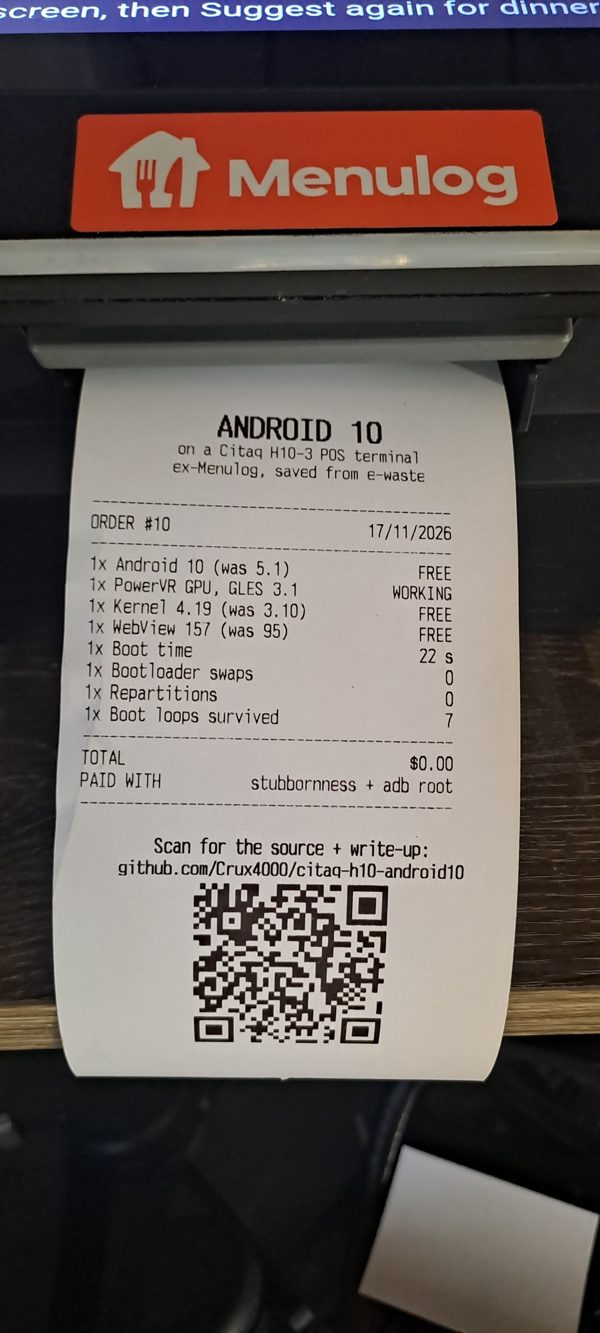 screen, then Suggest again for dinner
Menulog
ANDROID 10
on a Citaq H10-3 POS terminal
ex-Menulog, saved from e-waste
ORDER #10 17/11/2026
1x Android 10 (was 5.1) FREE
1x PowerVR GPU, GLES 3.1 WORKING
1x Kernel 4.19 (was 3.10) FREE
1x WebView 157 (was 95) FREE
1x Boot time 22 s
1x Bootloader swaps 0
1x Repartitions 0
1x Boot loops survived 7
TOTAL $0.00
PAID WITH stubbornness + adb root
Scan for the source + write-up:
github.com/Crux4000/citaq-h10-android10